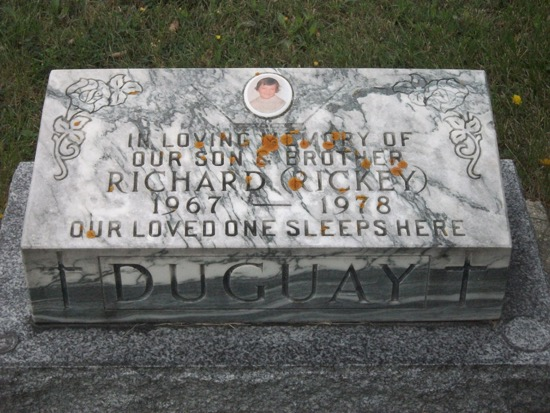 IN LOVING MEMORY OF
OUR SON & BROTHER
RICHARD (RICKEY)
1967 — 1978
OUR LOVED ONE SLEEPS HERE
DUGUAY